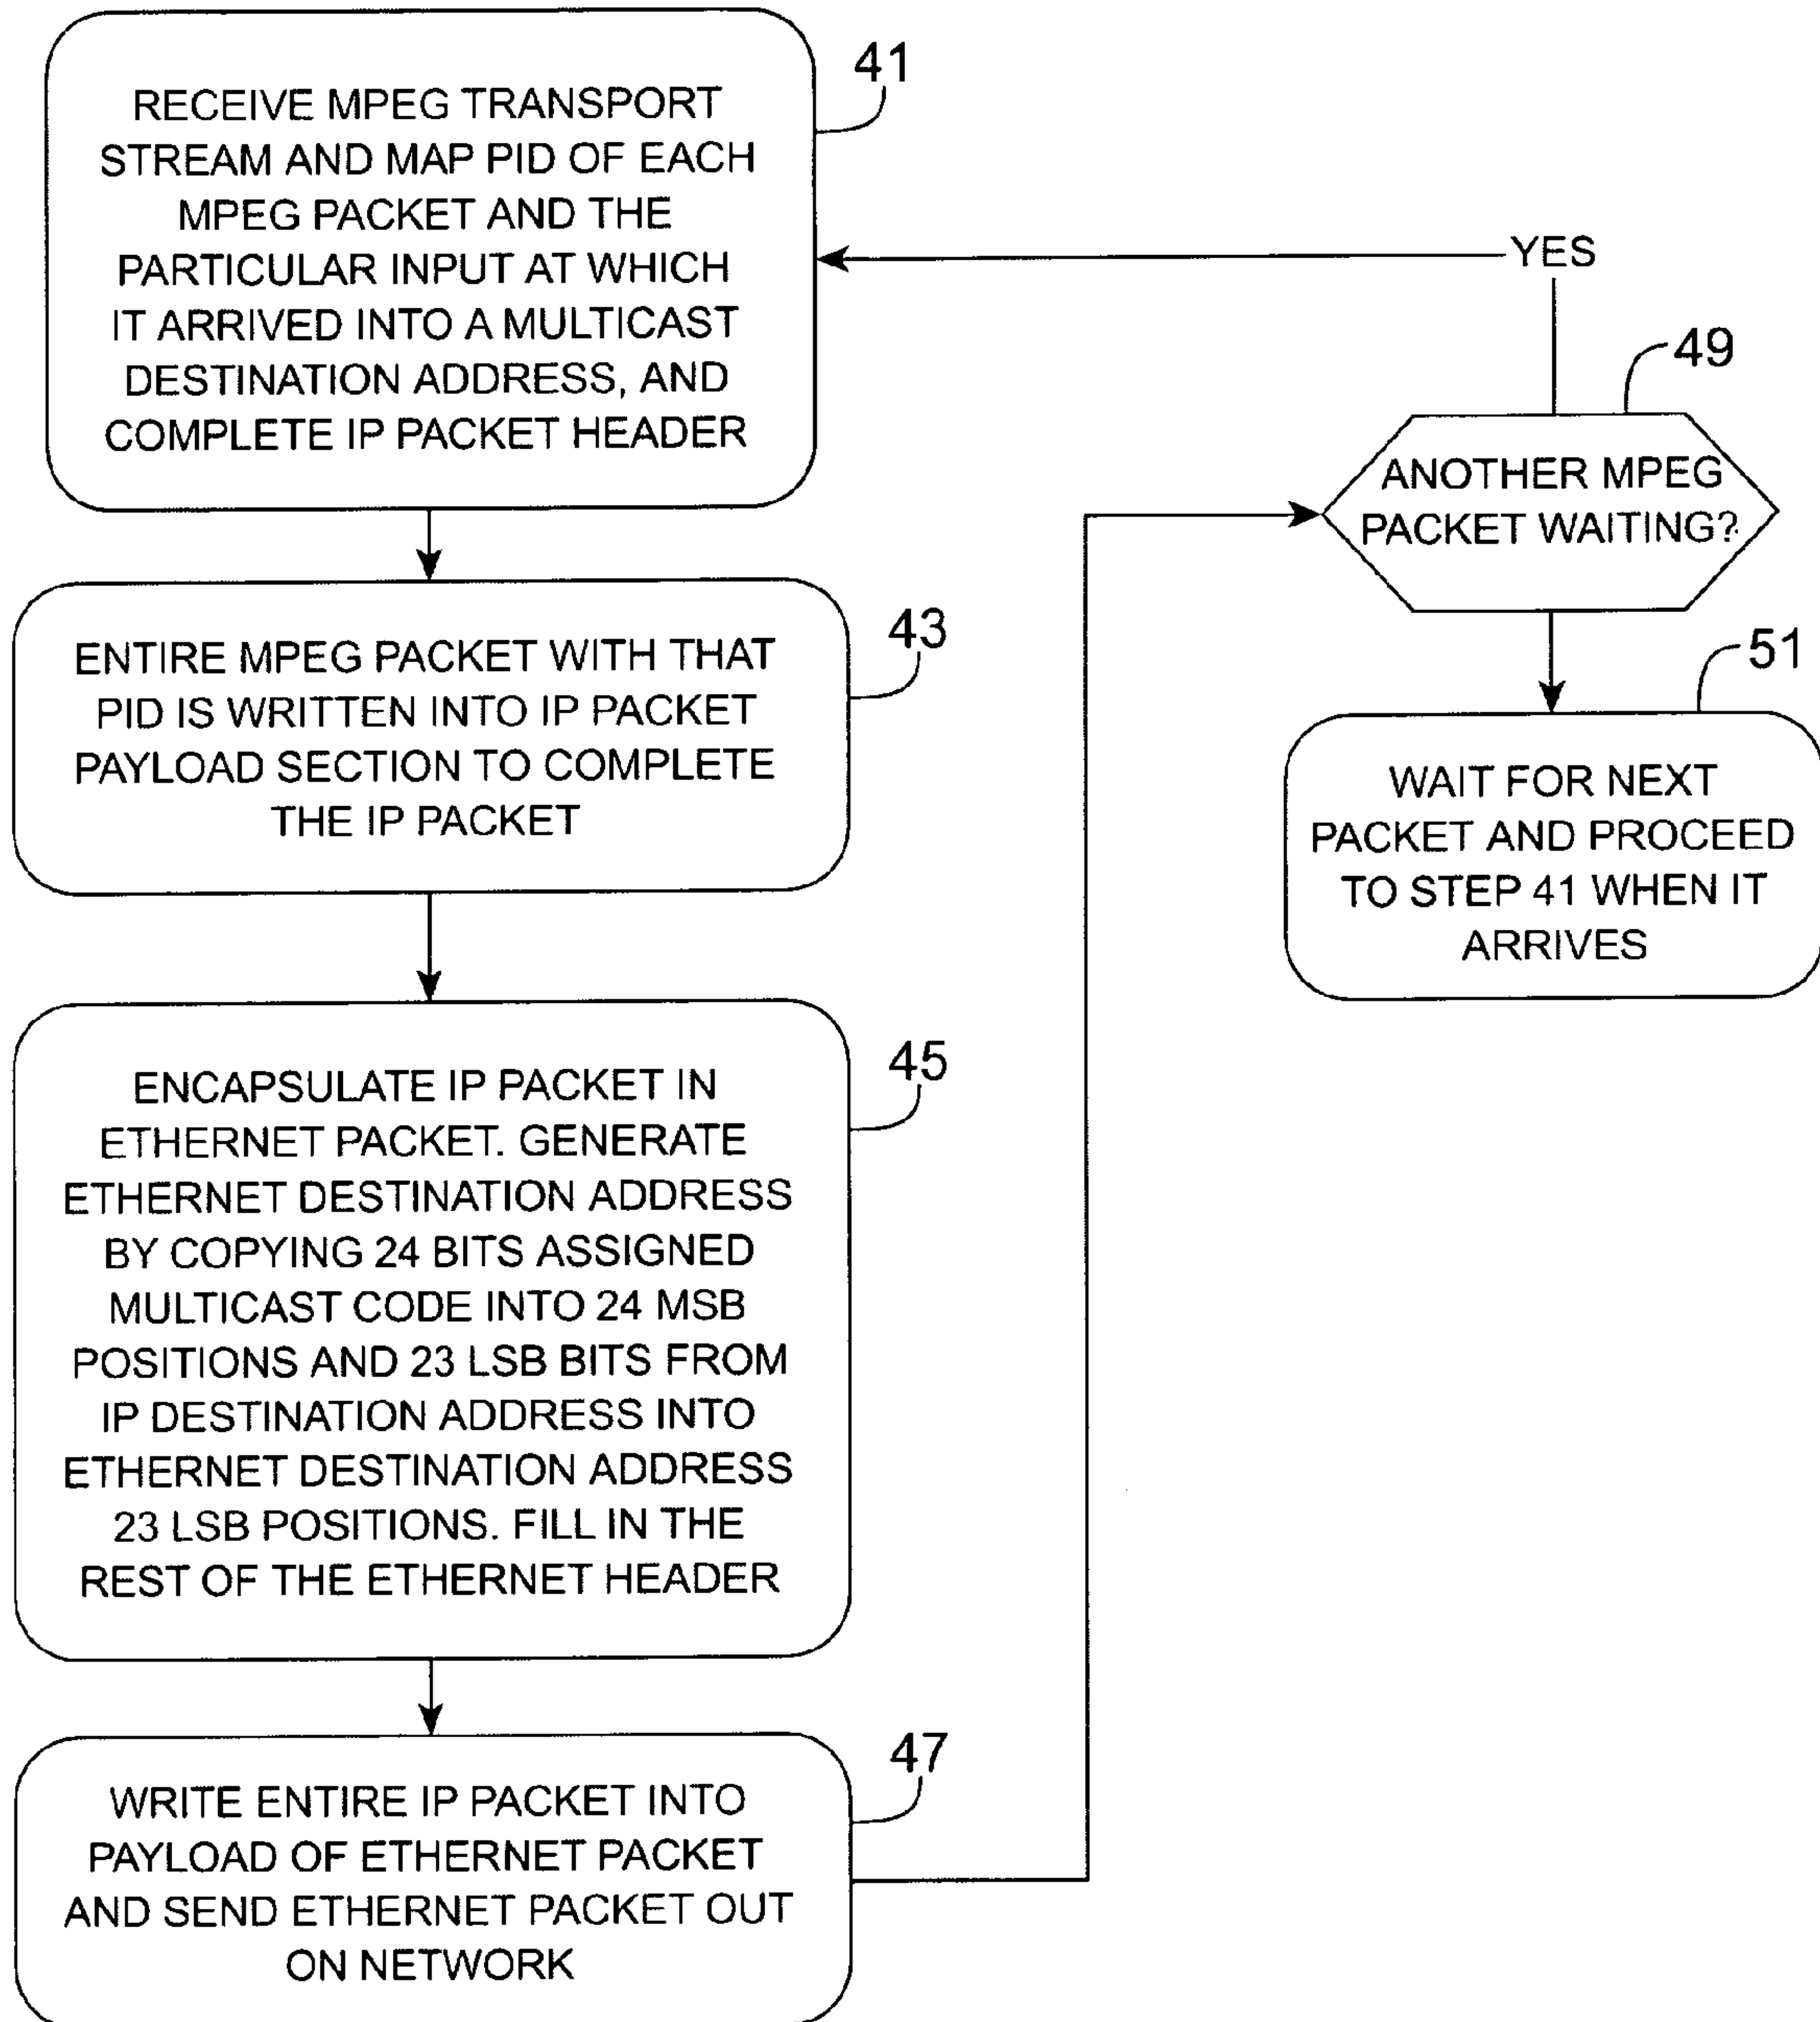 RECEIVE MPEG TRANSPORT
STREAM AND MAP PID OF EACH
MPEG PACKET AND THE
PARTICULAR INPUT AT WHICH
IT ARRIVED INTO A MULTICAST
DESTINATION ADDRESS, AND
COMPLETE IP PACKET HEADER
41
ENTIRE MPEG PACKET WITH THAT
PID IS WRITTEN INTO IP PACKET
PAYLOAD SECTION TO COMPLETE
THE IP PACKET
43
ENCAPSULATE IP PACKET IN
ETHERNET PACKET. GENERATE
ETHERNET DESTINATION ADDRESS
BY COPYING 24 BITS ASSIGNED
MULTICAST CODE INTO 24 MSB
POSITIONS AND 23 LSB BITS FROM
IP DESTINATION ADDRESS INTO
ETHERNET DESTINATION ADDRESS
23 LSB POSITIONS. FILL IN THE
REST OF THE ETHERNET HEADER
45
WRITE ENTIRE IP PACKET INTO
PAYLOAD OF ETHERNET PACKET
AND SEND ETHERNET PACKET OUT
ON NETWORK
47
YES
49
ANOTHER MPEG
PACKET WAITING?
51
WAIT FOR NEXT
PACKET AND PROCEED
TO STEP 41 WHEN IT
ARRIVES